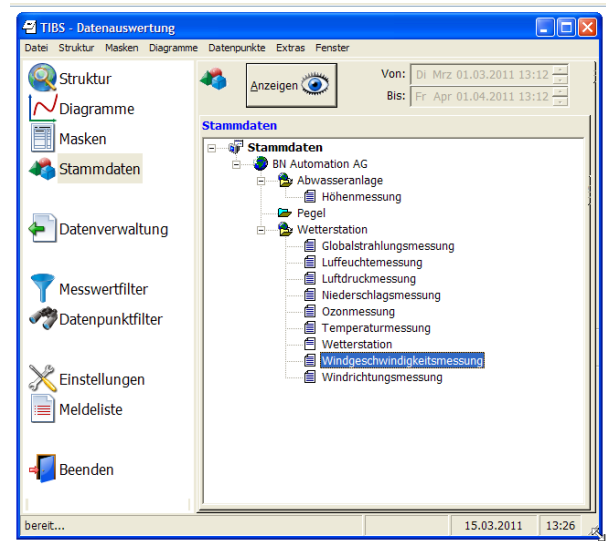 TIBS - Datenauswertung
Datei Struktur Masken Diagramme Datenpunkte Extras Fenster
Struktur
Diagramme
Masken
Stammdaten
Datenverwaltung
Messwertfilter
Datenpunktfilter
Einstellungen
Meldeliste
Beenden
Anzeigen
Von: Di Mrz 01.03.2011 13:12
Bis: Fr Apr 01.04.2011 13:12
Stammdaten
Stammdaten
BN Automation AG
Abwasseranlage
Höhenmessung
Pegel
Wetterstation
Globalstrahlungsmessung
Luffeuchtemessung
Luftdruckmessung
Niederschlagsmessung
Ozonmessung
Temperaturmessung
Wetterstation
Windgeschwindigkeitsmessung
Windrichtungsmessung
bereit... 15.03.2011 13:26